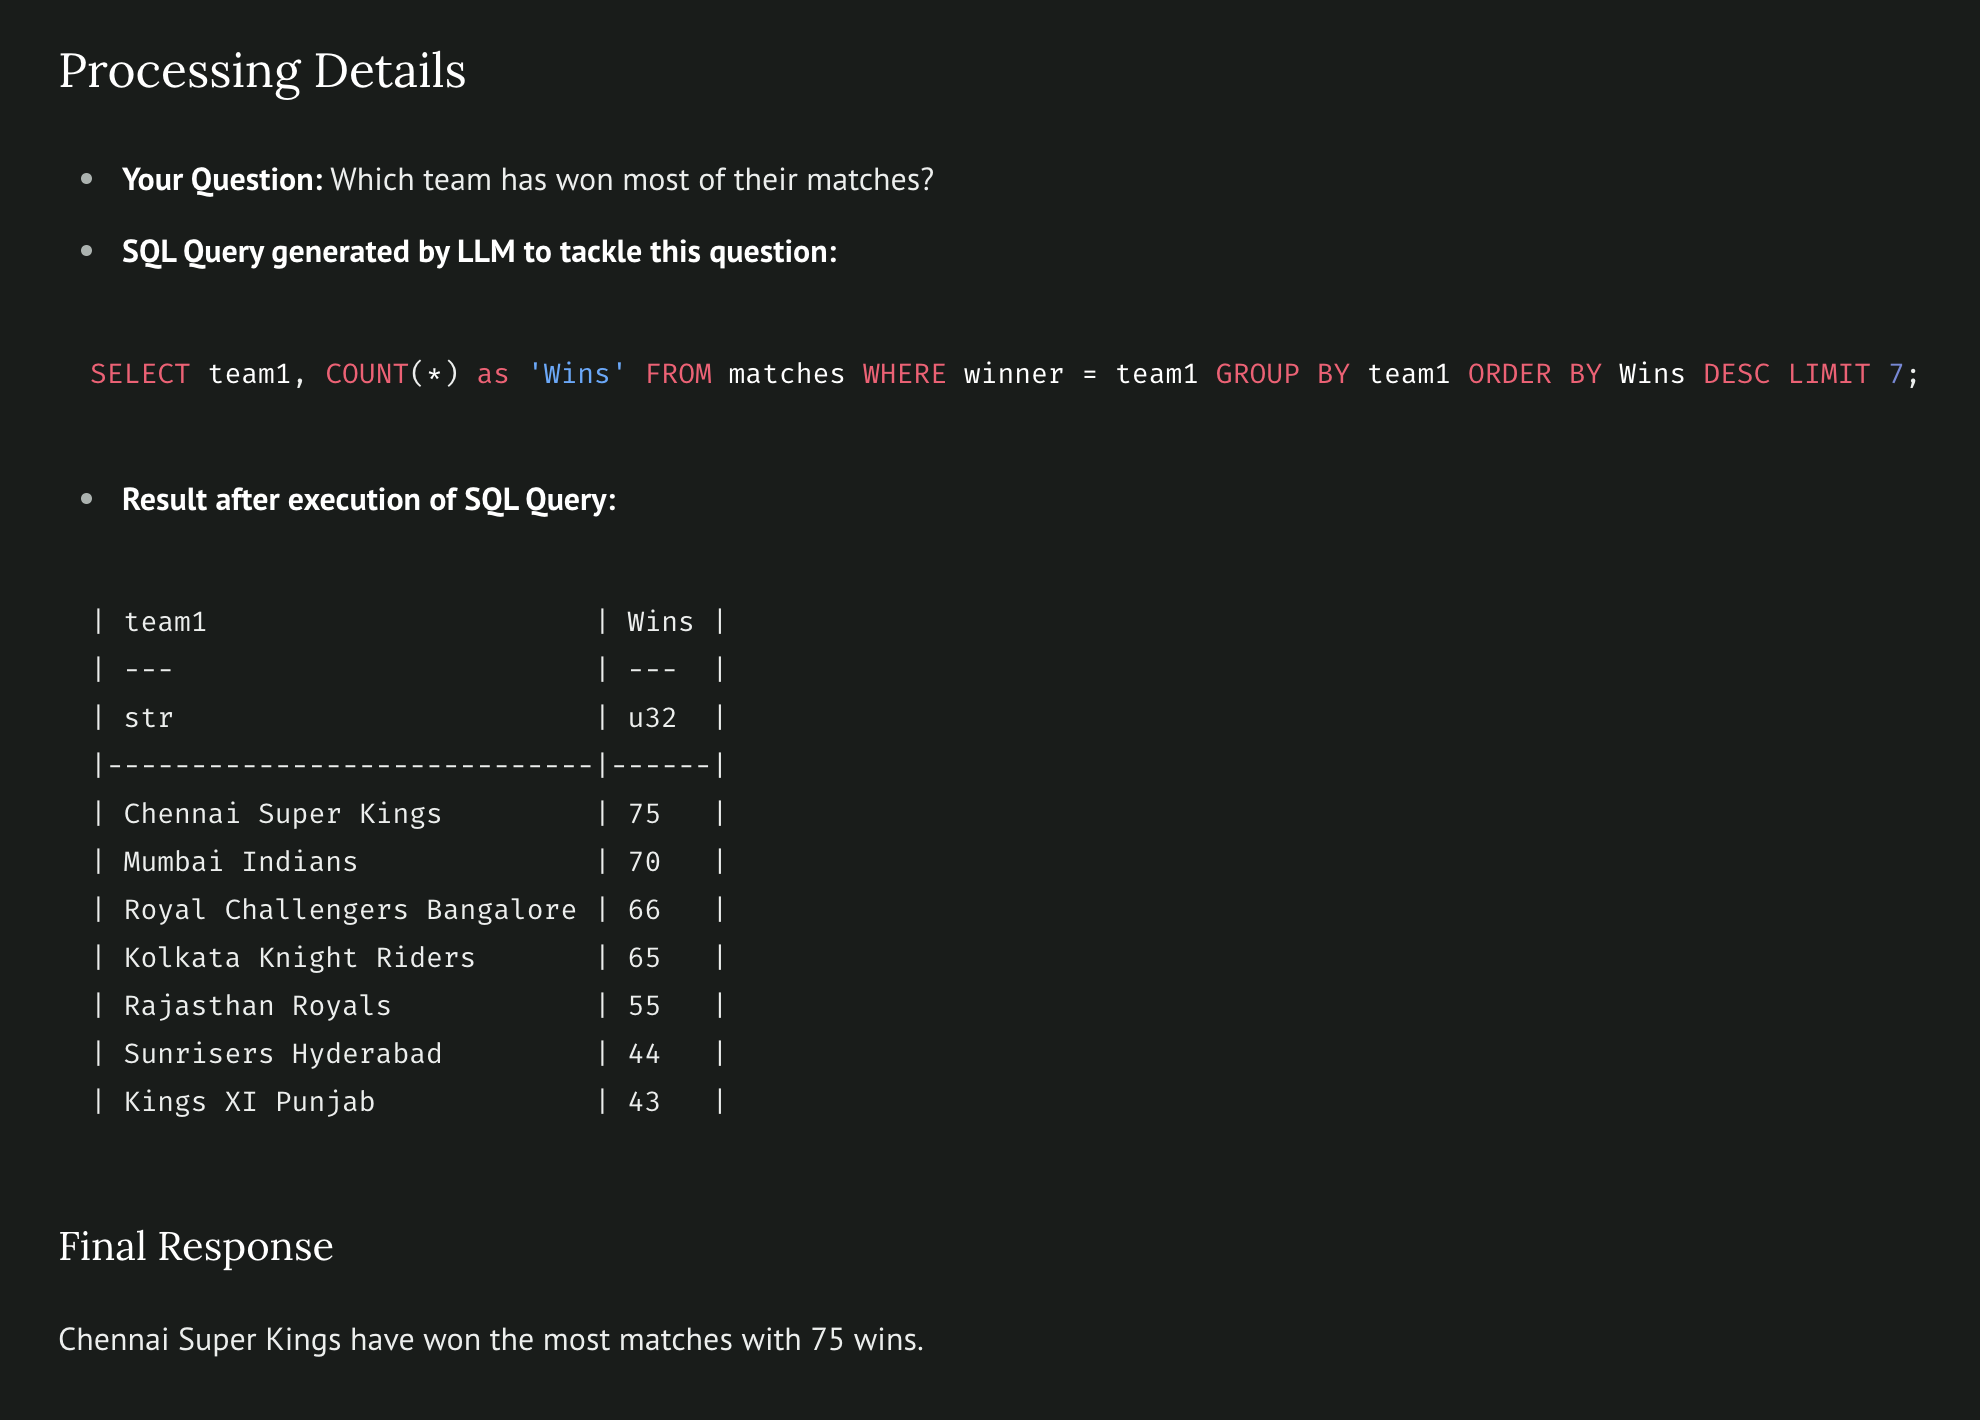 Processing Details
• Your Question: Which team has won most of their matches?
• SQL Query generated by LLM to tackle this question:
SELECT team1, COUNT(*) as 'Wins' FROM matches WHERE winner = team1 GROUP BY team1 ORDER BY Wins DESC LIMIT 7;
• Result after execution of SQL Query:
| team1                       | Wins |
| ---                         | ---  |
| str                         | u32  |
|-----------------------------|------|
| Chennai Super Kings         | 75   |
| Mumbai Indians              | 70   |
| Royal Challengers Bangalore | 66   |
| Kolkata Knight Riders       | 65   |
| Rajasthan Royals            | 55   |
| Sunrisers Hyderabad         | 44   |
| Kings XI Punjab             | 43   |
Final Response
Chennai Super Kings have won the most matches with 75 wins.